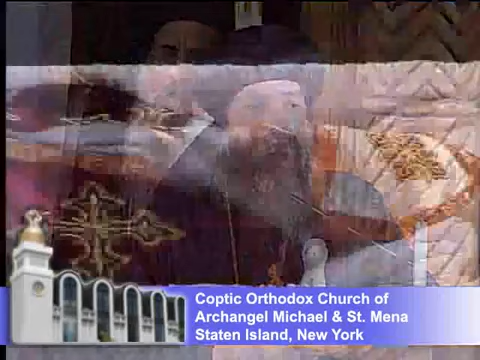 Coptic Orthodox Church of
Archangel Michael & St. Mena
Staten Island, New York